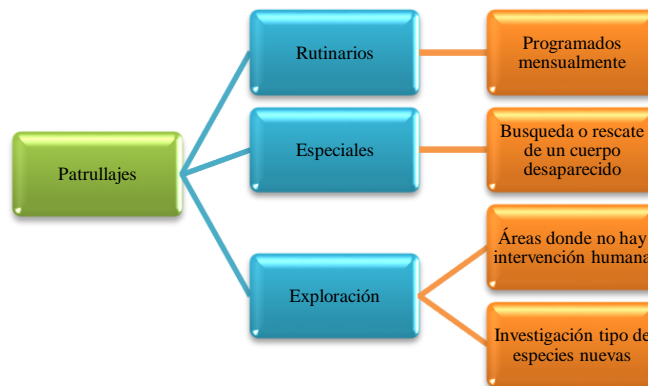 Patrullajes
Rutinarios
Programados
mensualmente
Especiales
Busqueda o rescate
de un cuerpo
desaparecido
Exploración
Áreas donde no hay
intervención humana
Investigación tipo de
especies nuevas